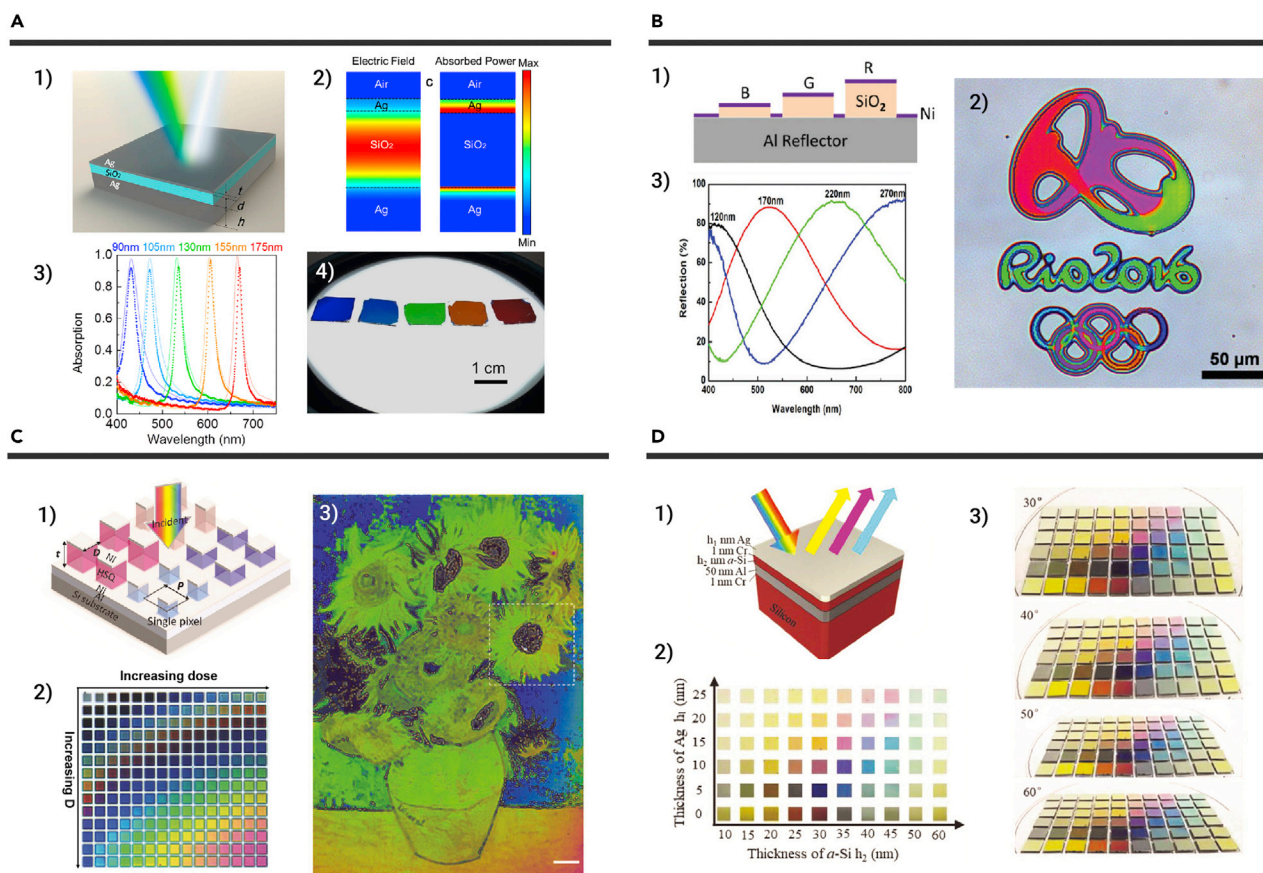 A
1)
Ag
SiO₂
Ag
t
d
h
2)
Electric Field
c
Absorbed Power
Air
Ag
SiO₂
Ag
Air
Ag
SiO₂
Ag
Max
Min
3)
90nm 105nm 130nm 155nm 175nm
Absorption
1.0
0.8
0.6
0.4
0.2
0.0
400 500 600 700
Wavelength (nm)
4)
1 cm
B
1)
B
G
R
SiO₂
Ni
Al Reflector
2)
Rio2016
50 µm
3)
120nm
170nm
220nm
270nm
Reflection (%)
100
80
60
40
20
0
400 500 600 700 800
Wavelength (nm)
C
1)
Incident
t
D
Ni
HSQ
Ni
Al
Si substrate
P
Single pixel
2)
Increasing dose
Increasing D
3)
D
1)
h₁ nm Ag
1 nm Cr
h₂ nm a-Si
50 nm Al
1 nm Cr
Silicon
2)
Thickness of Ag h₁ (nm)
25
20
15
10
5
0
10 15 20 25 30 35 40 45 50 60
Thickness of a-Si h₂ (nm)
3)
30°
40°
50°
60°